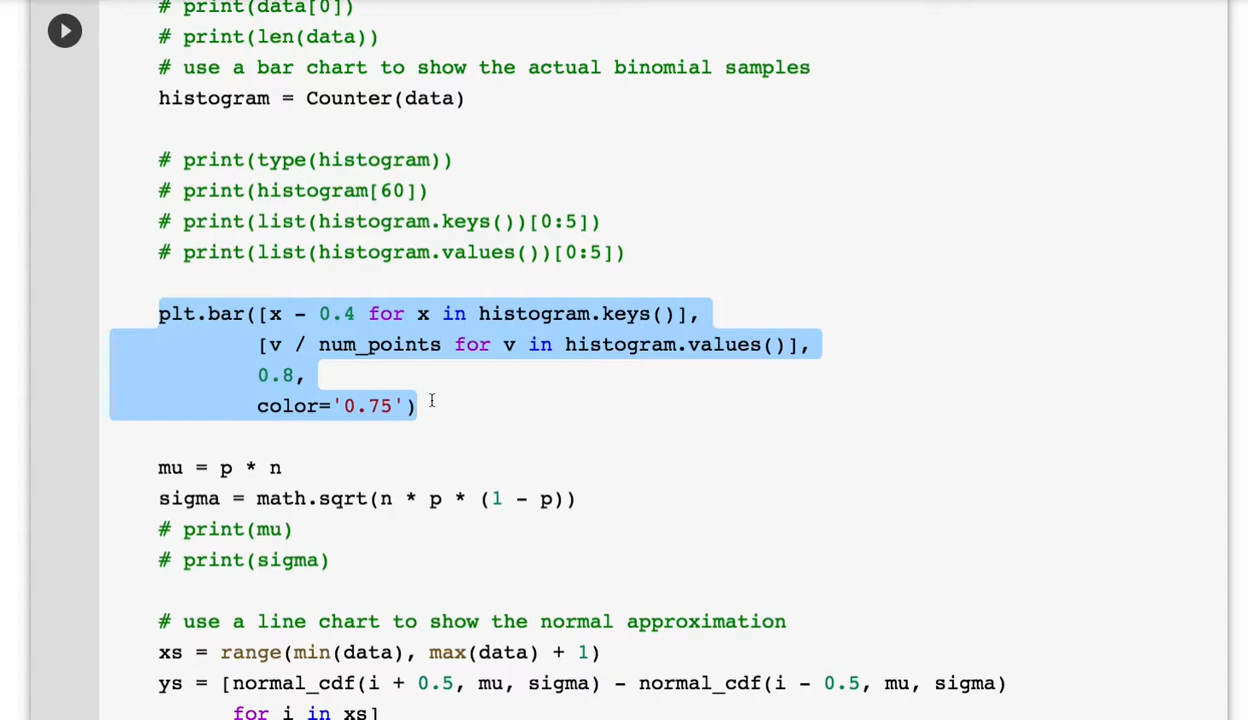 # print(data[0])
# print(len(data))
# use a bar chart to show the actual binomial samples
histogram = Counter(data)
# print(type(histogram))
# print(histogram[60])
# print(list(histogram.keys())[0:5])
# print(list(histogram.values())[0:5])
plt.bar([x - 0.4 for x in histogram.keys()],
[v / num_points for v in histogram.values()],
0.8,
color='0.75')
mu = p * n
sigma = math.sqrt(n * p * (1 - p))
# print(mu)
# print(sigma)
# use a line chart to show the normal approximation
xs = range(min(data), max(data) + 1)
ys = [normal_cdf(i + 0.5, mu, sigma) - normal_cdf(i - 0.5, mu, sigma)
for i in xs]